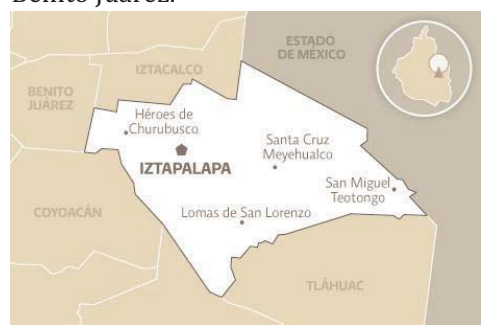 Benito Juárez.
ESTADO
DE MÉXICO
IZTACALCO
BENITO
JUÁREZ
Héroes de
Churubusco
IZTAPALAPA
Santa Cruz
Meyehualco
San Miguel
Teotongo
COYOACÁN
Lomas de San Lorenzo
TLÁHUAC